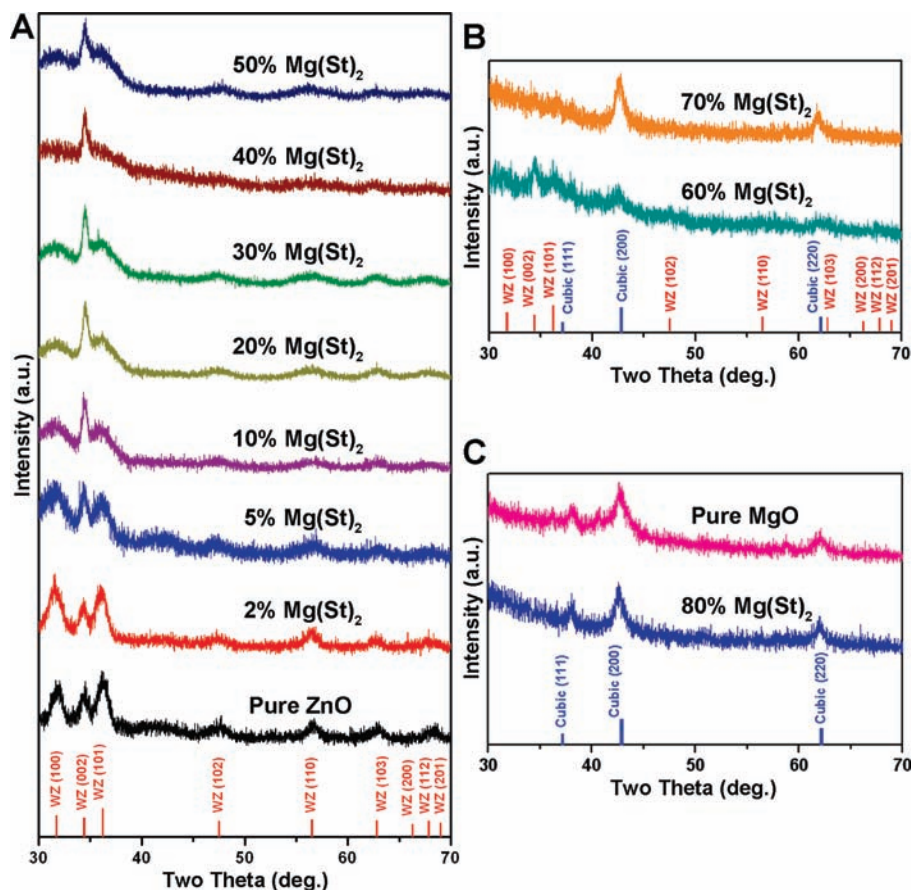 A
50% Mg(St)2
40% Mg(St)2
30% Mg(St)2
20% Mg(St)2
10% Mg(St)2
5% Mg(St)2
2% Mg(St)2
Pure ZnO
WZ (100)
WZ (002)
WZ (101)
WZ (102)
WZ (110)
WZ (103)
WZ (200)
WZ (112)
WZ (201)
Intensity (a.u.)
30 40 50 60 70
Two Theta (deg.)
B
70% Mg(St)2
60% Mg(St)2
WZ (100)
WZ (002)
WZ (101)
Cubic (111)
Cubic (200)
WZ (102)
WZ (110)
Cubic (220)
WZ (103)
WZ (200)
WZ (112)
WZ (201)
Intensity (a.u.)
30 40 50 60 70
Two Theta (deg.)
C
Pure MgO
80% Mg(St)2
Cubic (111)
Cubic (200)
Cubic (220)
Intensity (a.u.)
30 40 50 60 70
Two Theta (deg.)